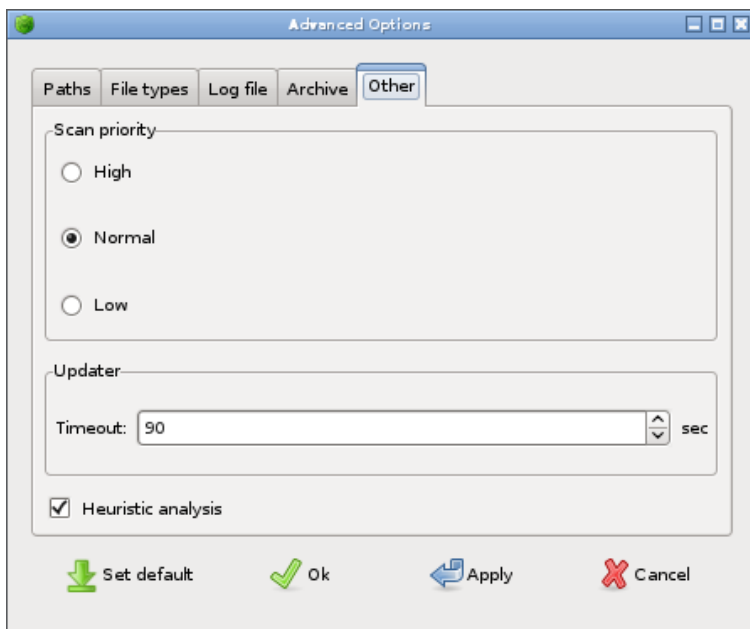 Advanced Options
Paths File types Log file Archive Other
Scan priority
High
Normal
Low
Updater
Timeout: 90 sec
Heuristic analysis
Set default Ok Apply Cancel